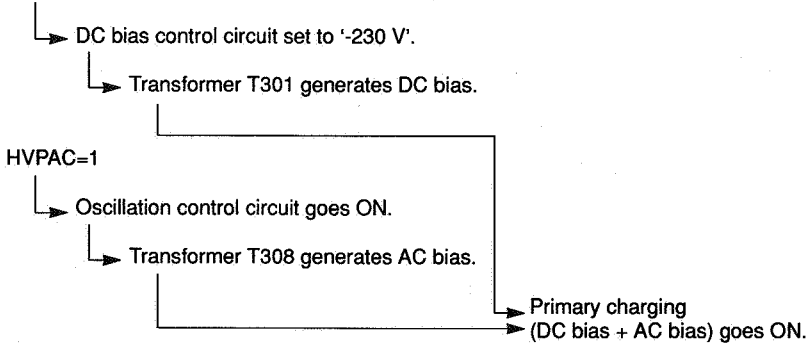 DC bias control circuit set to '-230 V'.
Transformer T301 generates DC bias.
HVPAC=1
Oscillation control circuit goes ON.
Transformer T308 generates AC bias.
Primary charging
(DC bias + AC bias) goes ON.